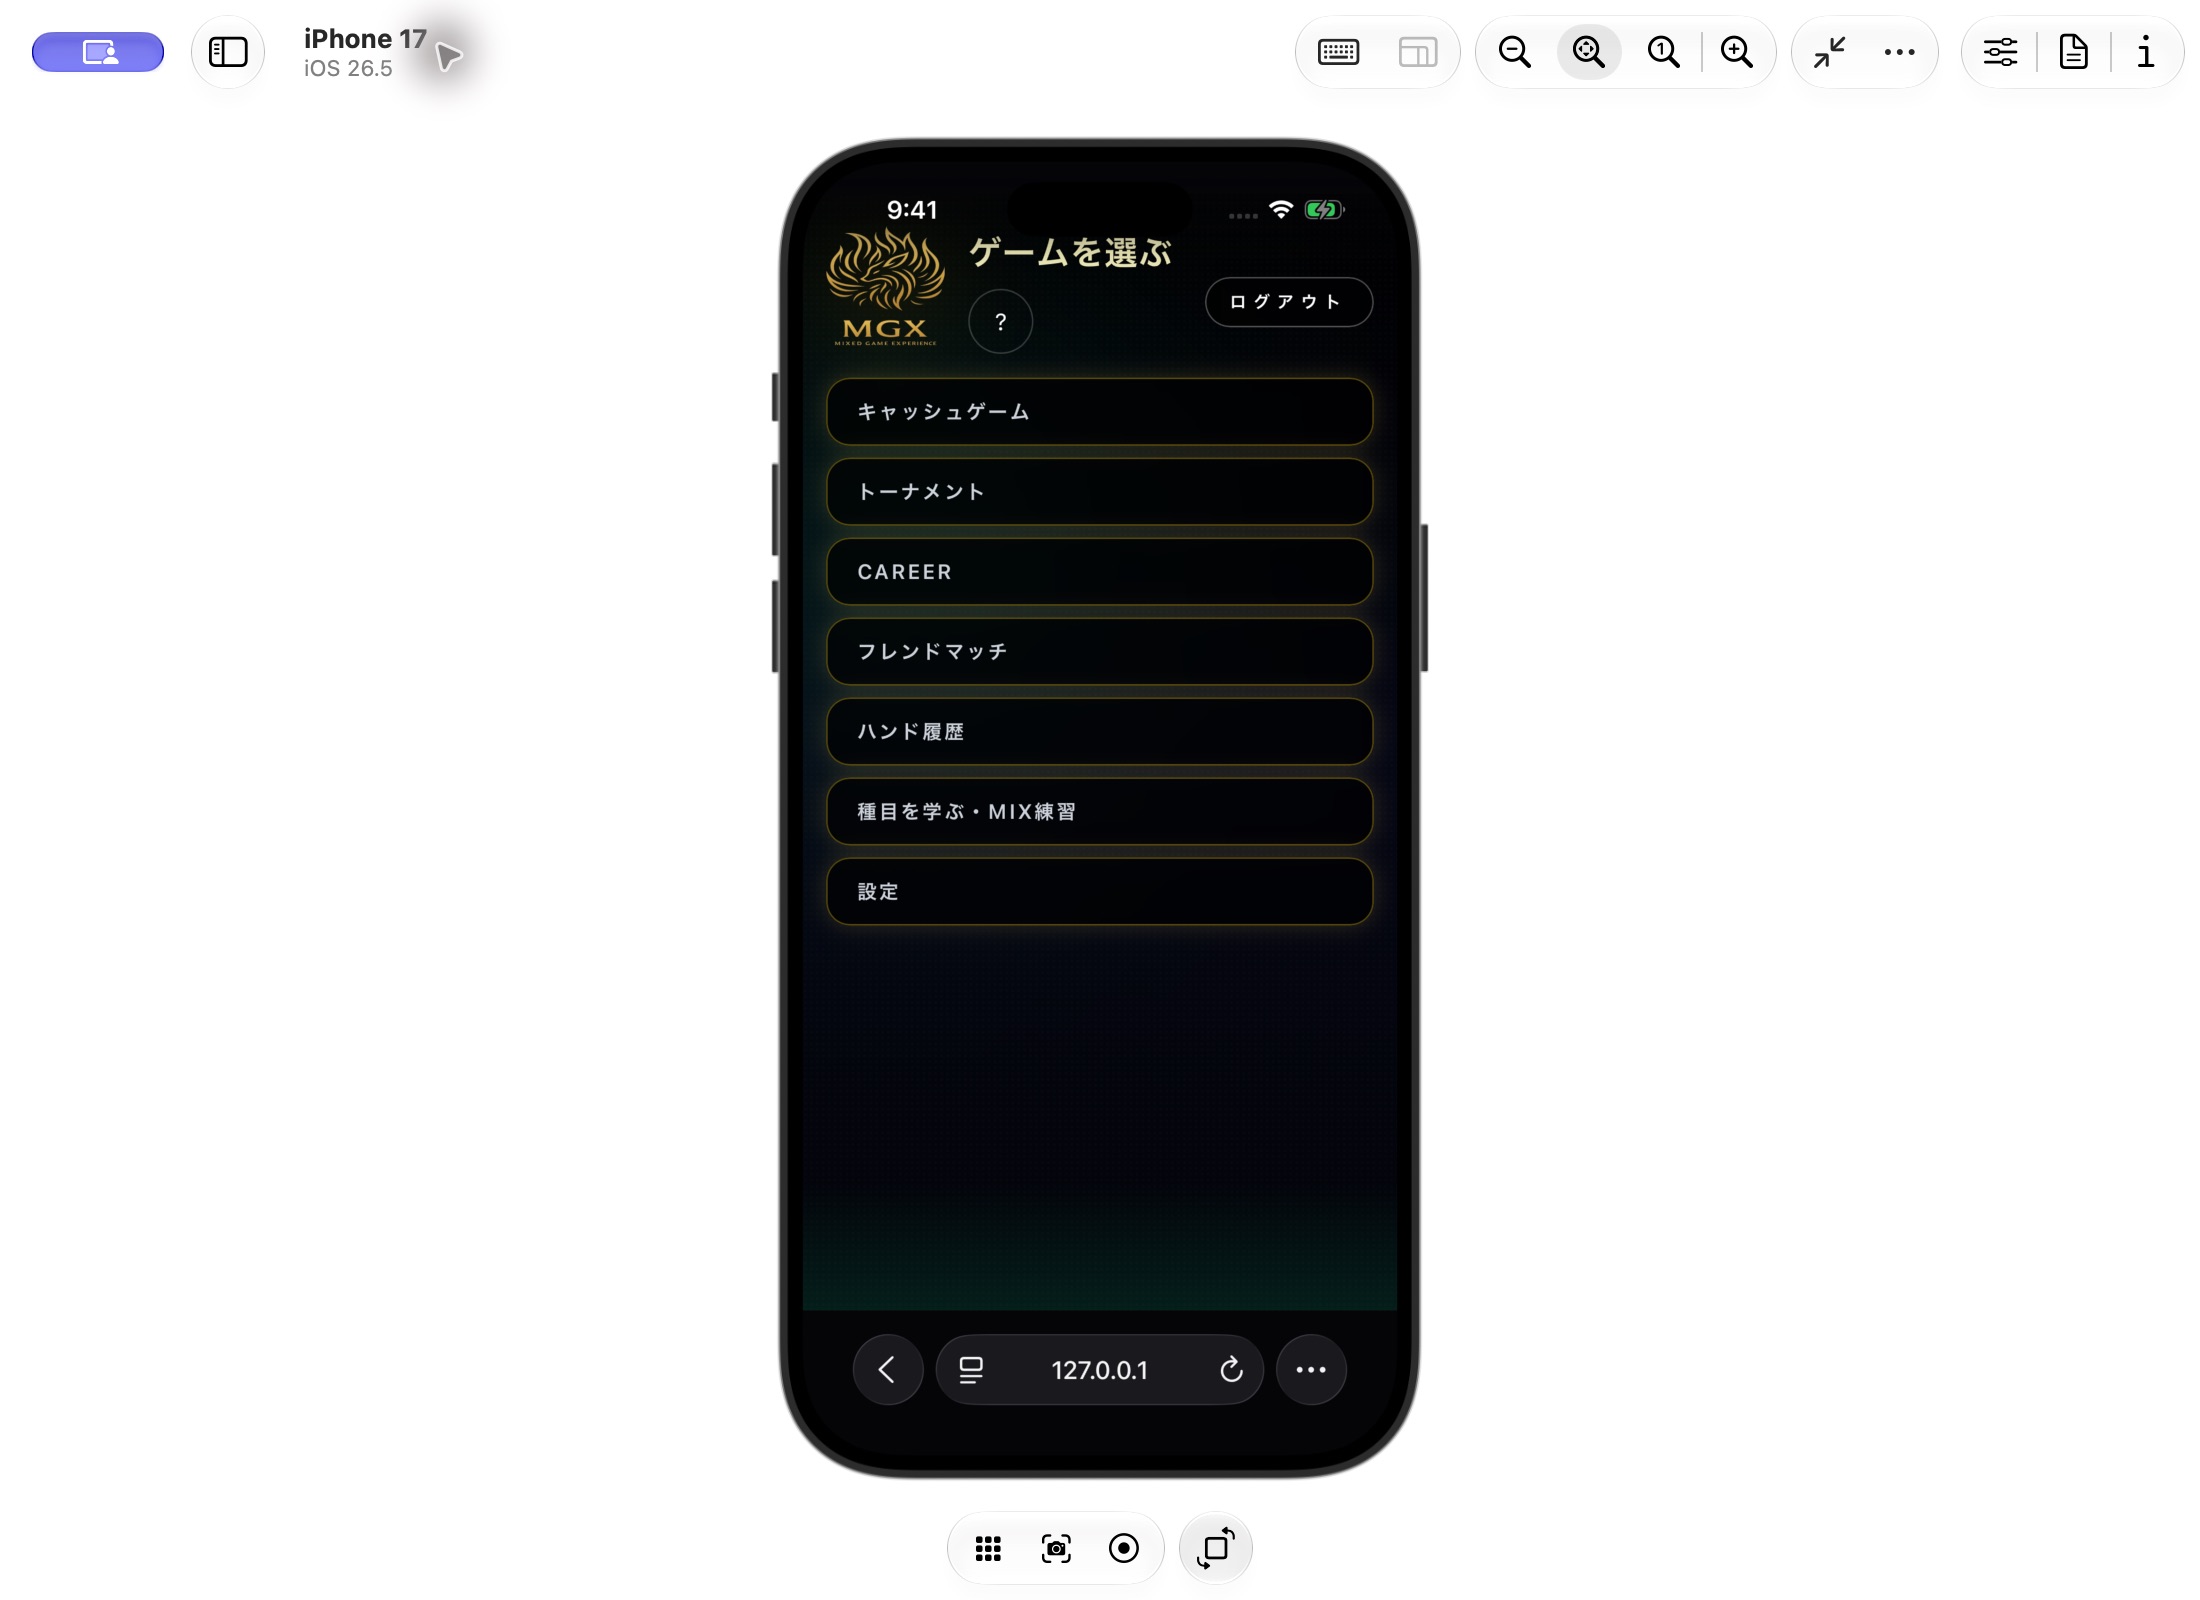 iPhone 17
iOS 26.5
9:41
ゲームを選ぶ
MGX
MIXED GAME EXPERIENCE
?
ログアウト
キャッシュゲーム
トーナメント
CAREER
フレンドマッチ
ハンド履歴
種目を学ぶ・MIX練習
設定
127.0.0.1